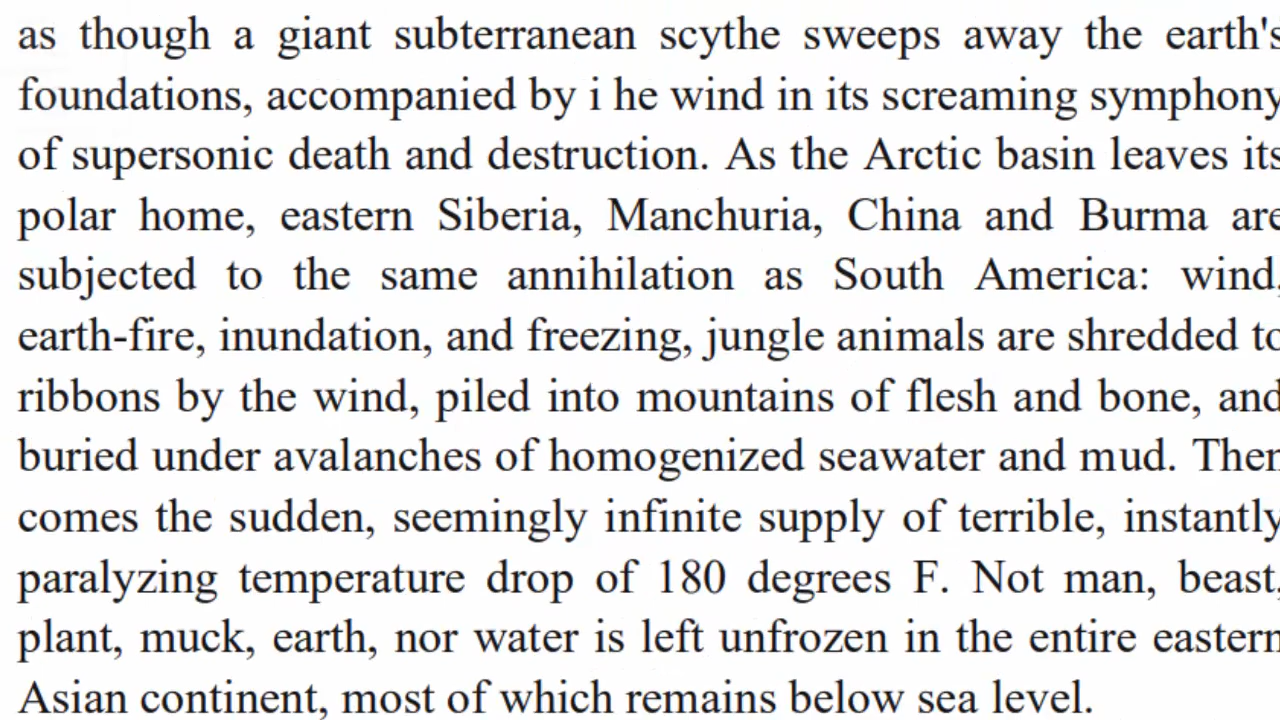 as though a giant subterranean scythe sweeps away the earth's
foundations, accompanied by i he wind in its screaming symphony
of supersonic death and destruction. As the Arctic basin leaves its
polar home, eastern Siberia, Manchuria, China and Burma are
subjected to the same annihilation as South America: wind,
earth-fire, inundation, and freezing, jungle animals are shredded to
ribbons by the wind, piled into mountains of flesh and bone, and
buried under avalanches of homogenized seawater and mud. Then
comes the sudden, seemingly infinite supply of terrible, instantly
paralyzing temperature drop of 180 degrees F. Not man, beast,
plant, muck, earth, nor water is left unfrozen in the entire eastern
Asian continent, most of which remains below sea level.